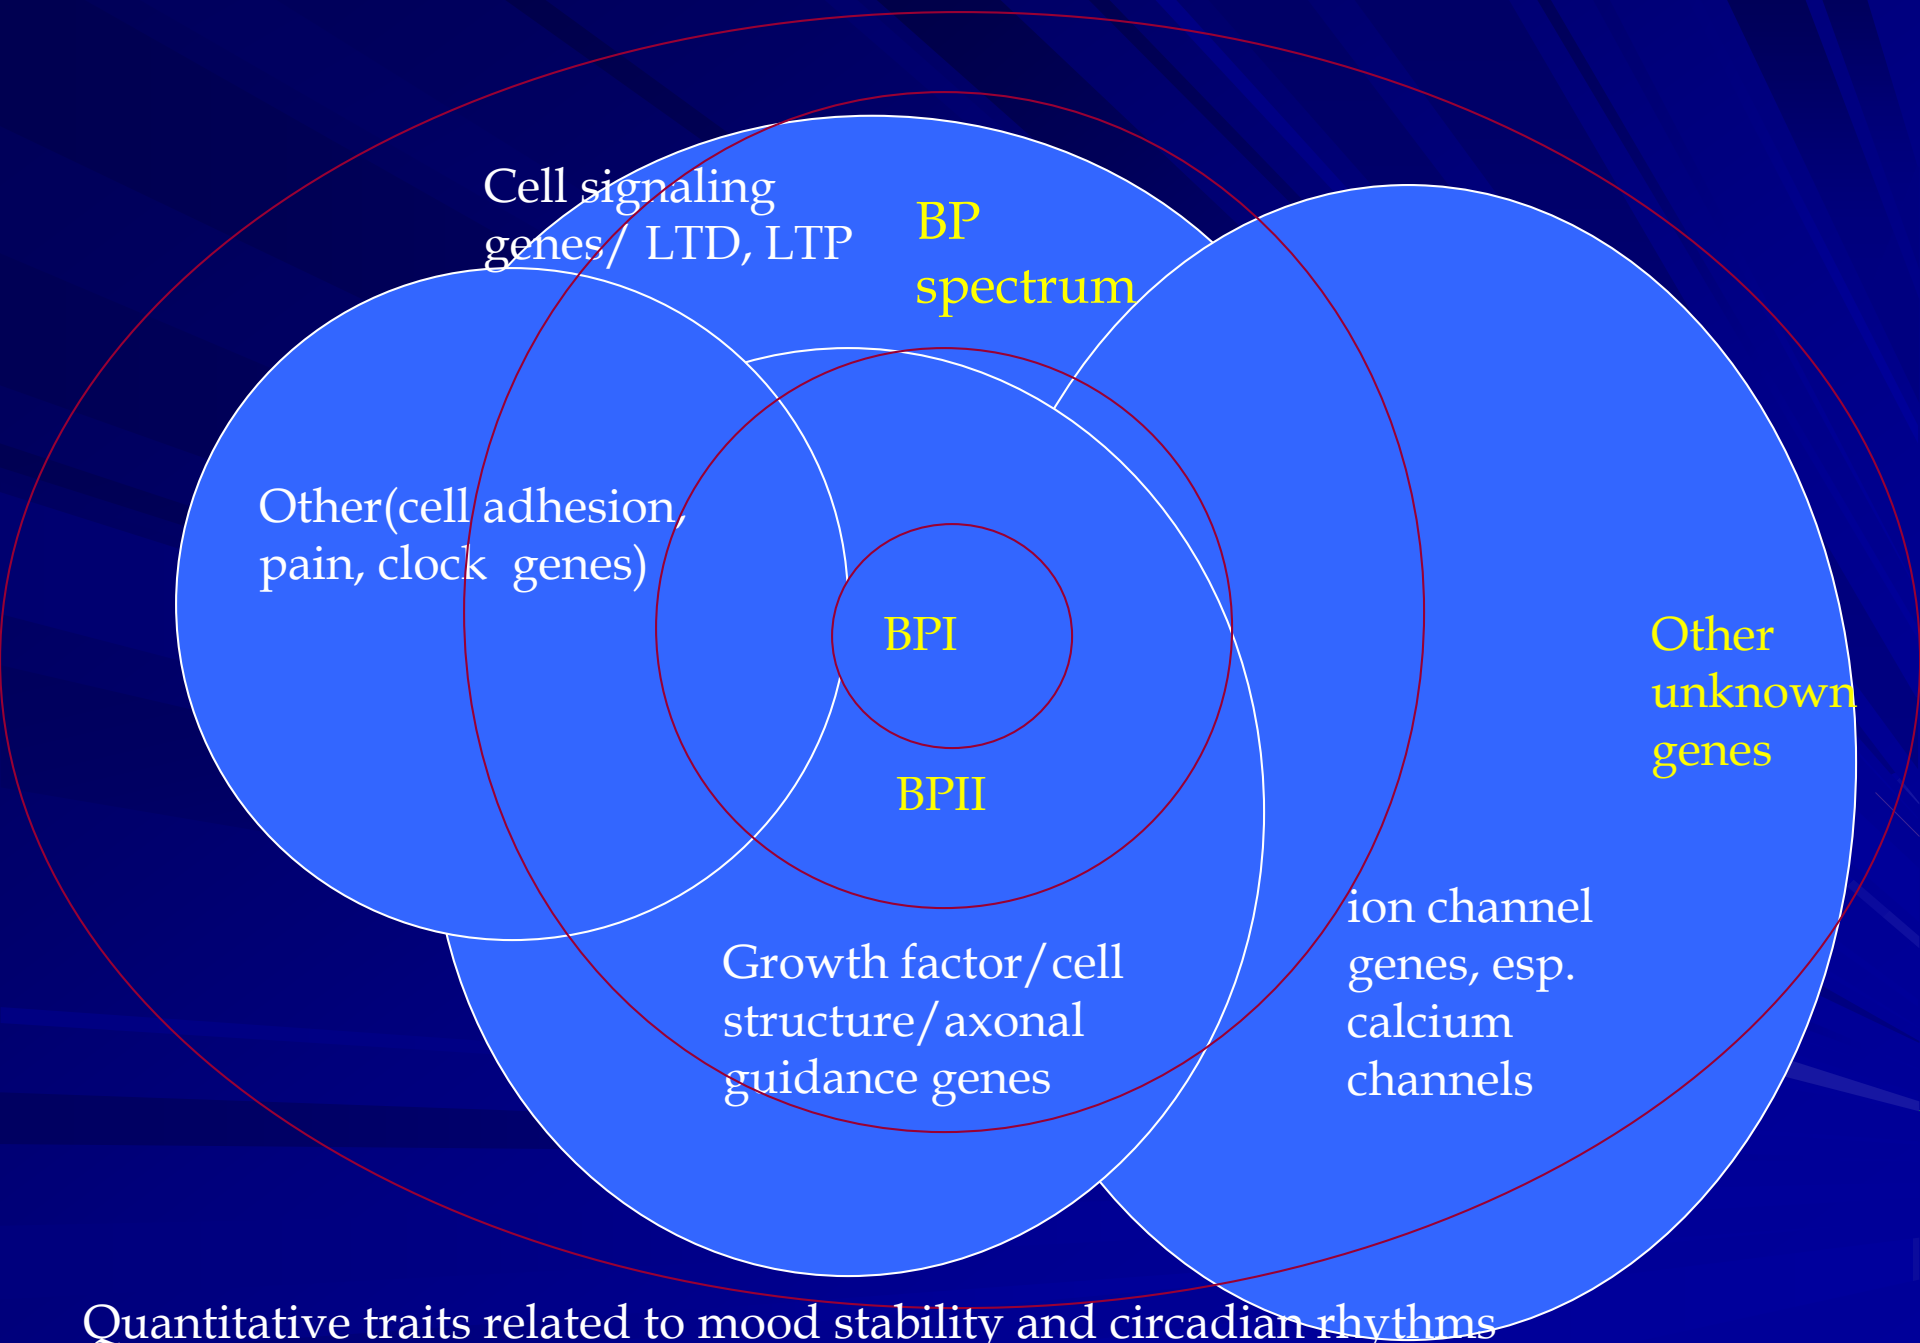 Cell signaling
genes/ LTD, LTP
BP
spectrum
Other(cell adhesion,
pain, clock  genes)
BPI
Other
unknown
genes
BPII
ion channel
genes, esp.
calcium
channels
Growth factor/cell
structure/axonal
guidance genes
Quantitative traits related to mood stability and circadian rhythms